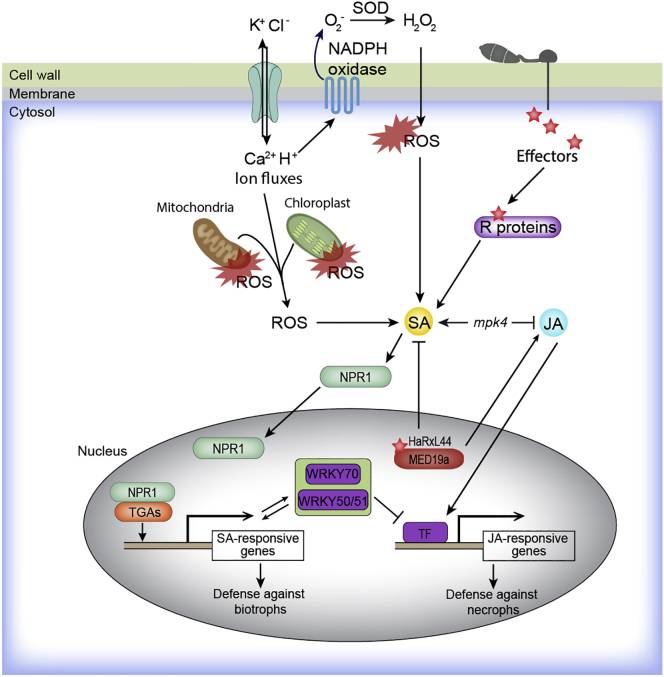 K⁺ Cl⁻
O₂⁻
SOD
H₂O₂
NADPH
oxidase
Cell wall
Membrane
Cytosol
ROS
Ca²⁺ H⁺
Ion fluxes
Effectors
Mitochondria
Chloroplast
R proteins
ROS
ROS
ROS
SA
mpk4
JA
NPR1
Nucleus
NPR1
HaRxL44
MED19a
WRKY70
NPR1
WRKY50/51
TGAs
TF
SA-responsive
genes
JA-responsive
genes
Defense against
biotrophs
Defense against
necrophs